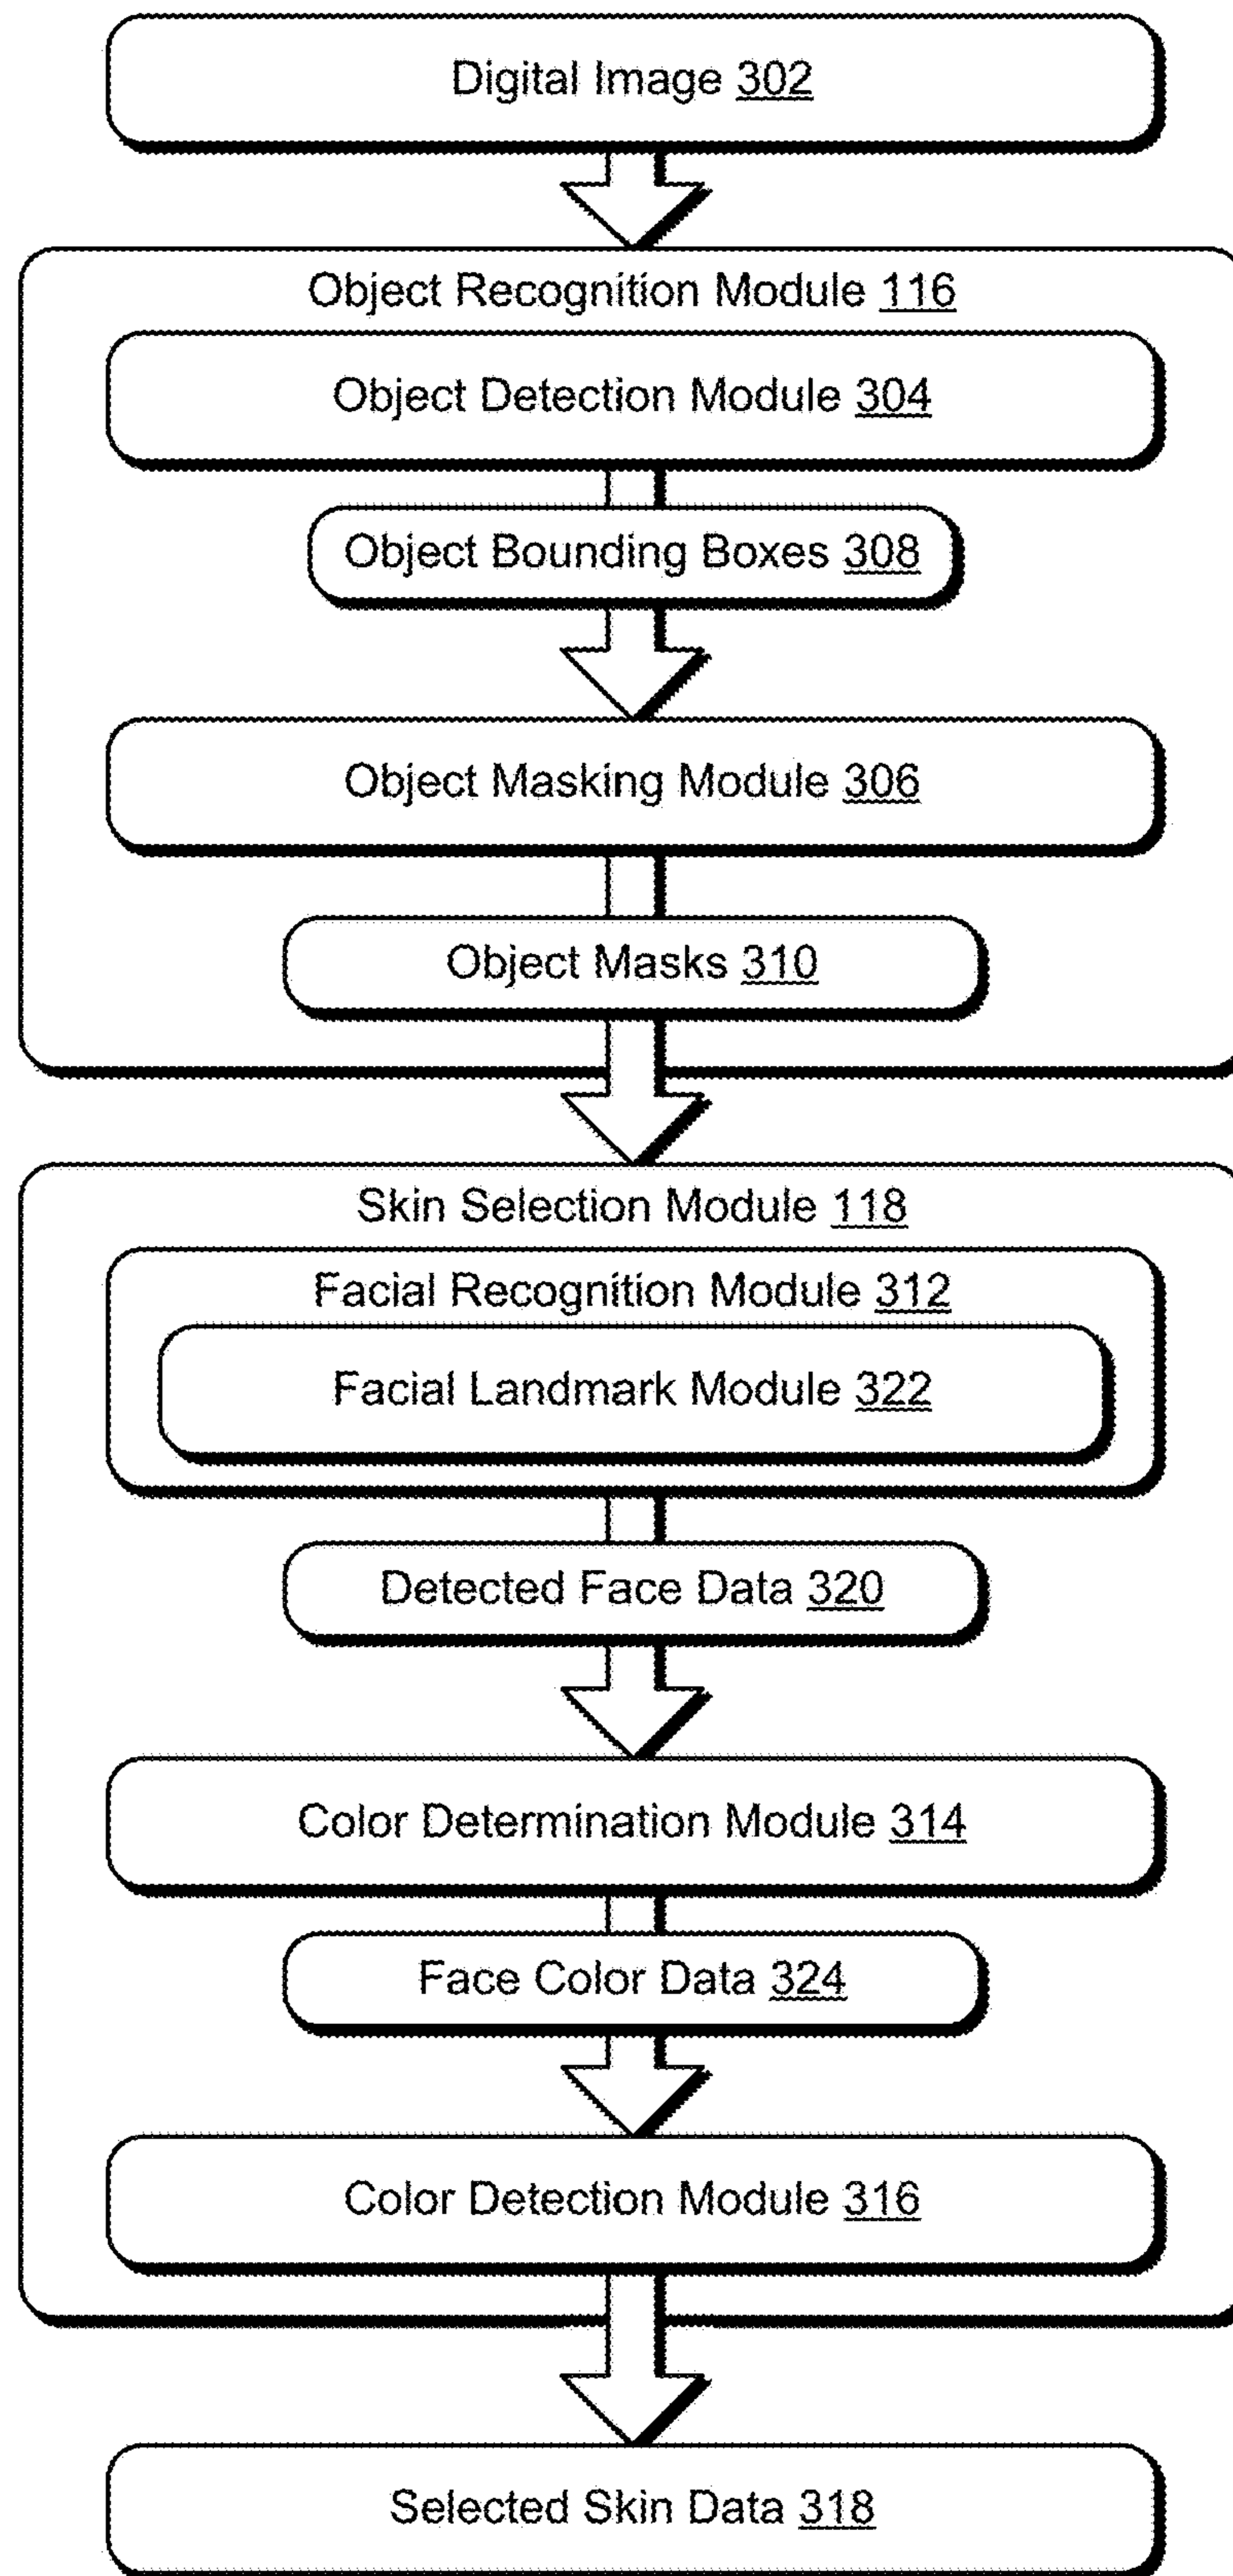 Digital Image 302
Object Recognition Module 116
Object Detection Module 304
Object Bounding Boxes 308
Object Masking Module 306
Object Masks 310
Skin Selection Module 118
Facial Recognition Module 312
Facial Landmark Module 322
Detected Face Data 320
Color Determination Module 314
Face Color Data 324
Color Detection Module 316
Selected Skin Data 318